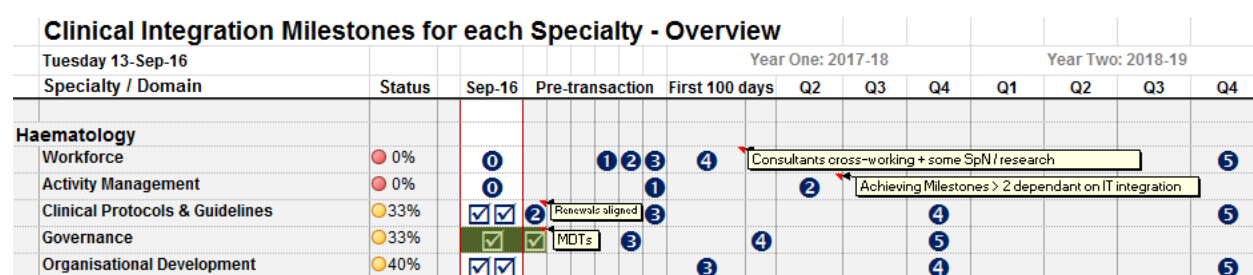 Clinical Integration Milestones for each Specialty - Overview
Tuesday 13-Sep-16 Year One: 2017-18 Year Two: 2018-19
Specialty / Domain Status Sep-16 Pre-transaction First 100 days Q2 Q3 Q4 Q1 Q2 Q3 Q4
Haematology
Workforce 0% 0 1 2 3 4 Consultants cross-working + some SpN / research 5
Activity Management 0% 0 1 2 Achieving Milestones > 2 dependant on IT integration
Clinical Protocols & Guidelines 33% ☑ ☑ 2 Renewals aligned 3 4 5
Governance 33% ☑ ☑ MDTs 3 4 5
Organisational Development 40% ☑ ☑ 3 4 5